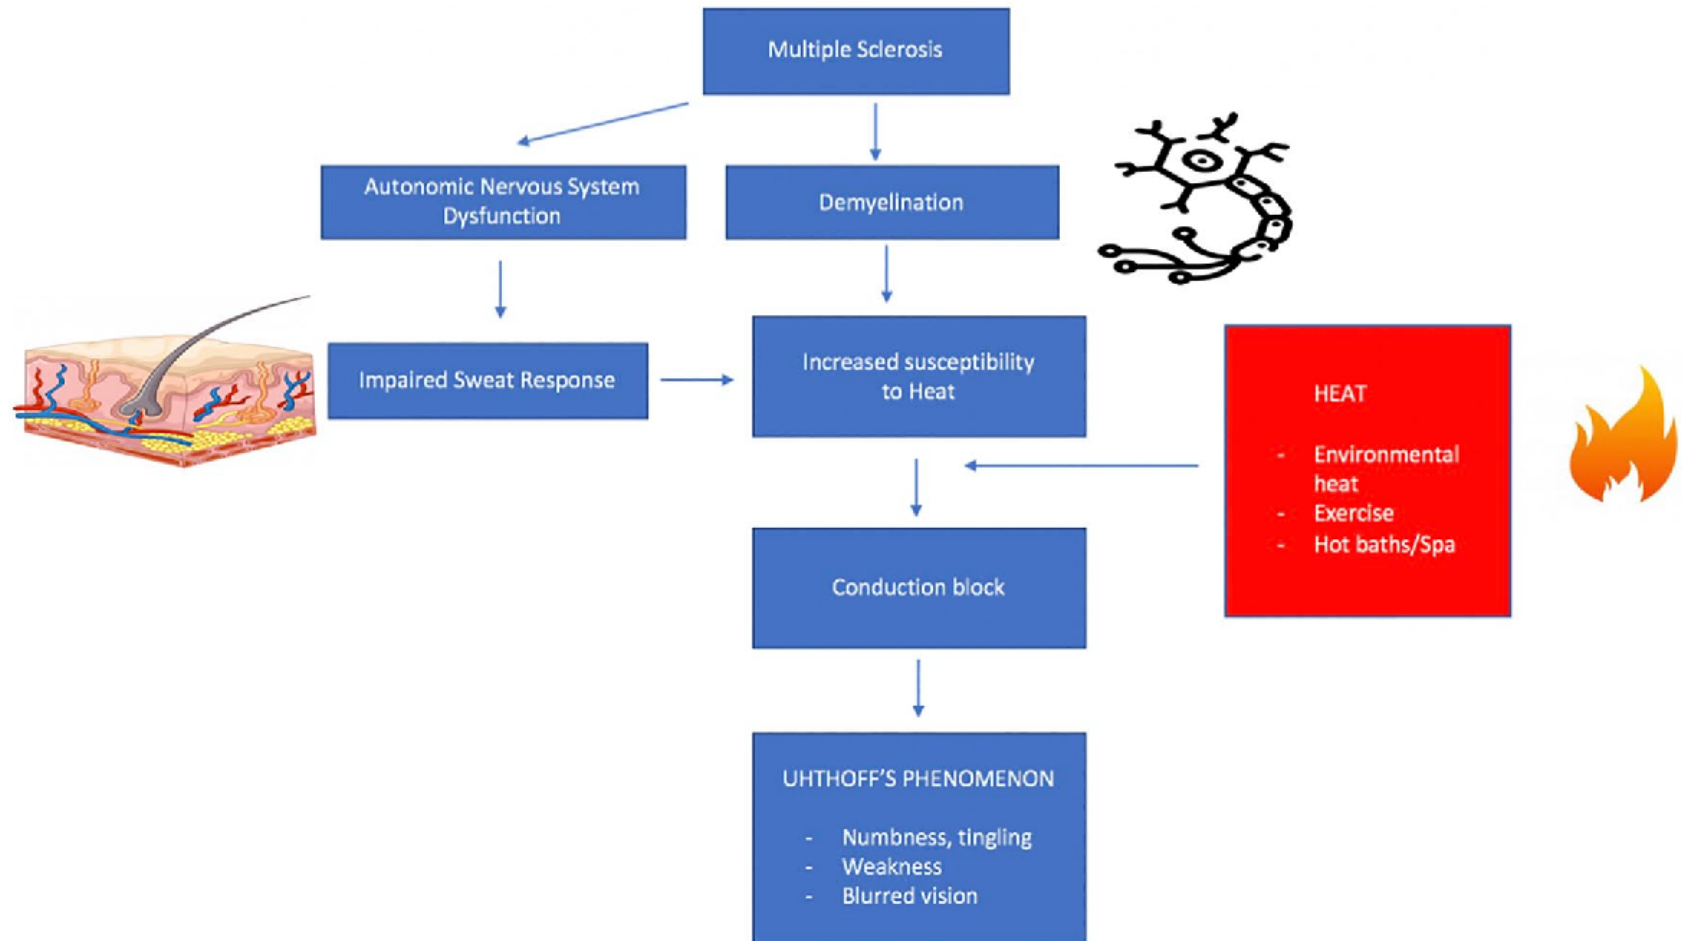 Multiple Sclerosis
Autonomic Nervous System
Dysfunction
Demyelination
Impaired Sweat Response
Increased susceptibility
to Heat
HEAT
- Environmental
heat
- Exercise
- Hot baths/Spa
Conduction block
UHTHOFF'S PHENOMENON
- Numbness, tingling
- Weakness
- Blurred vision